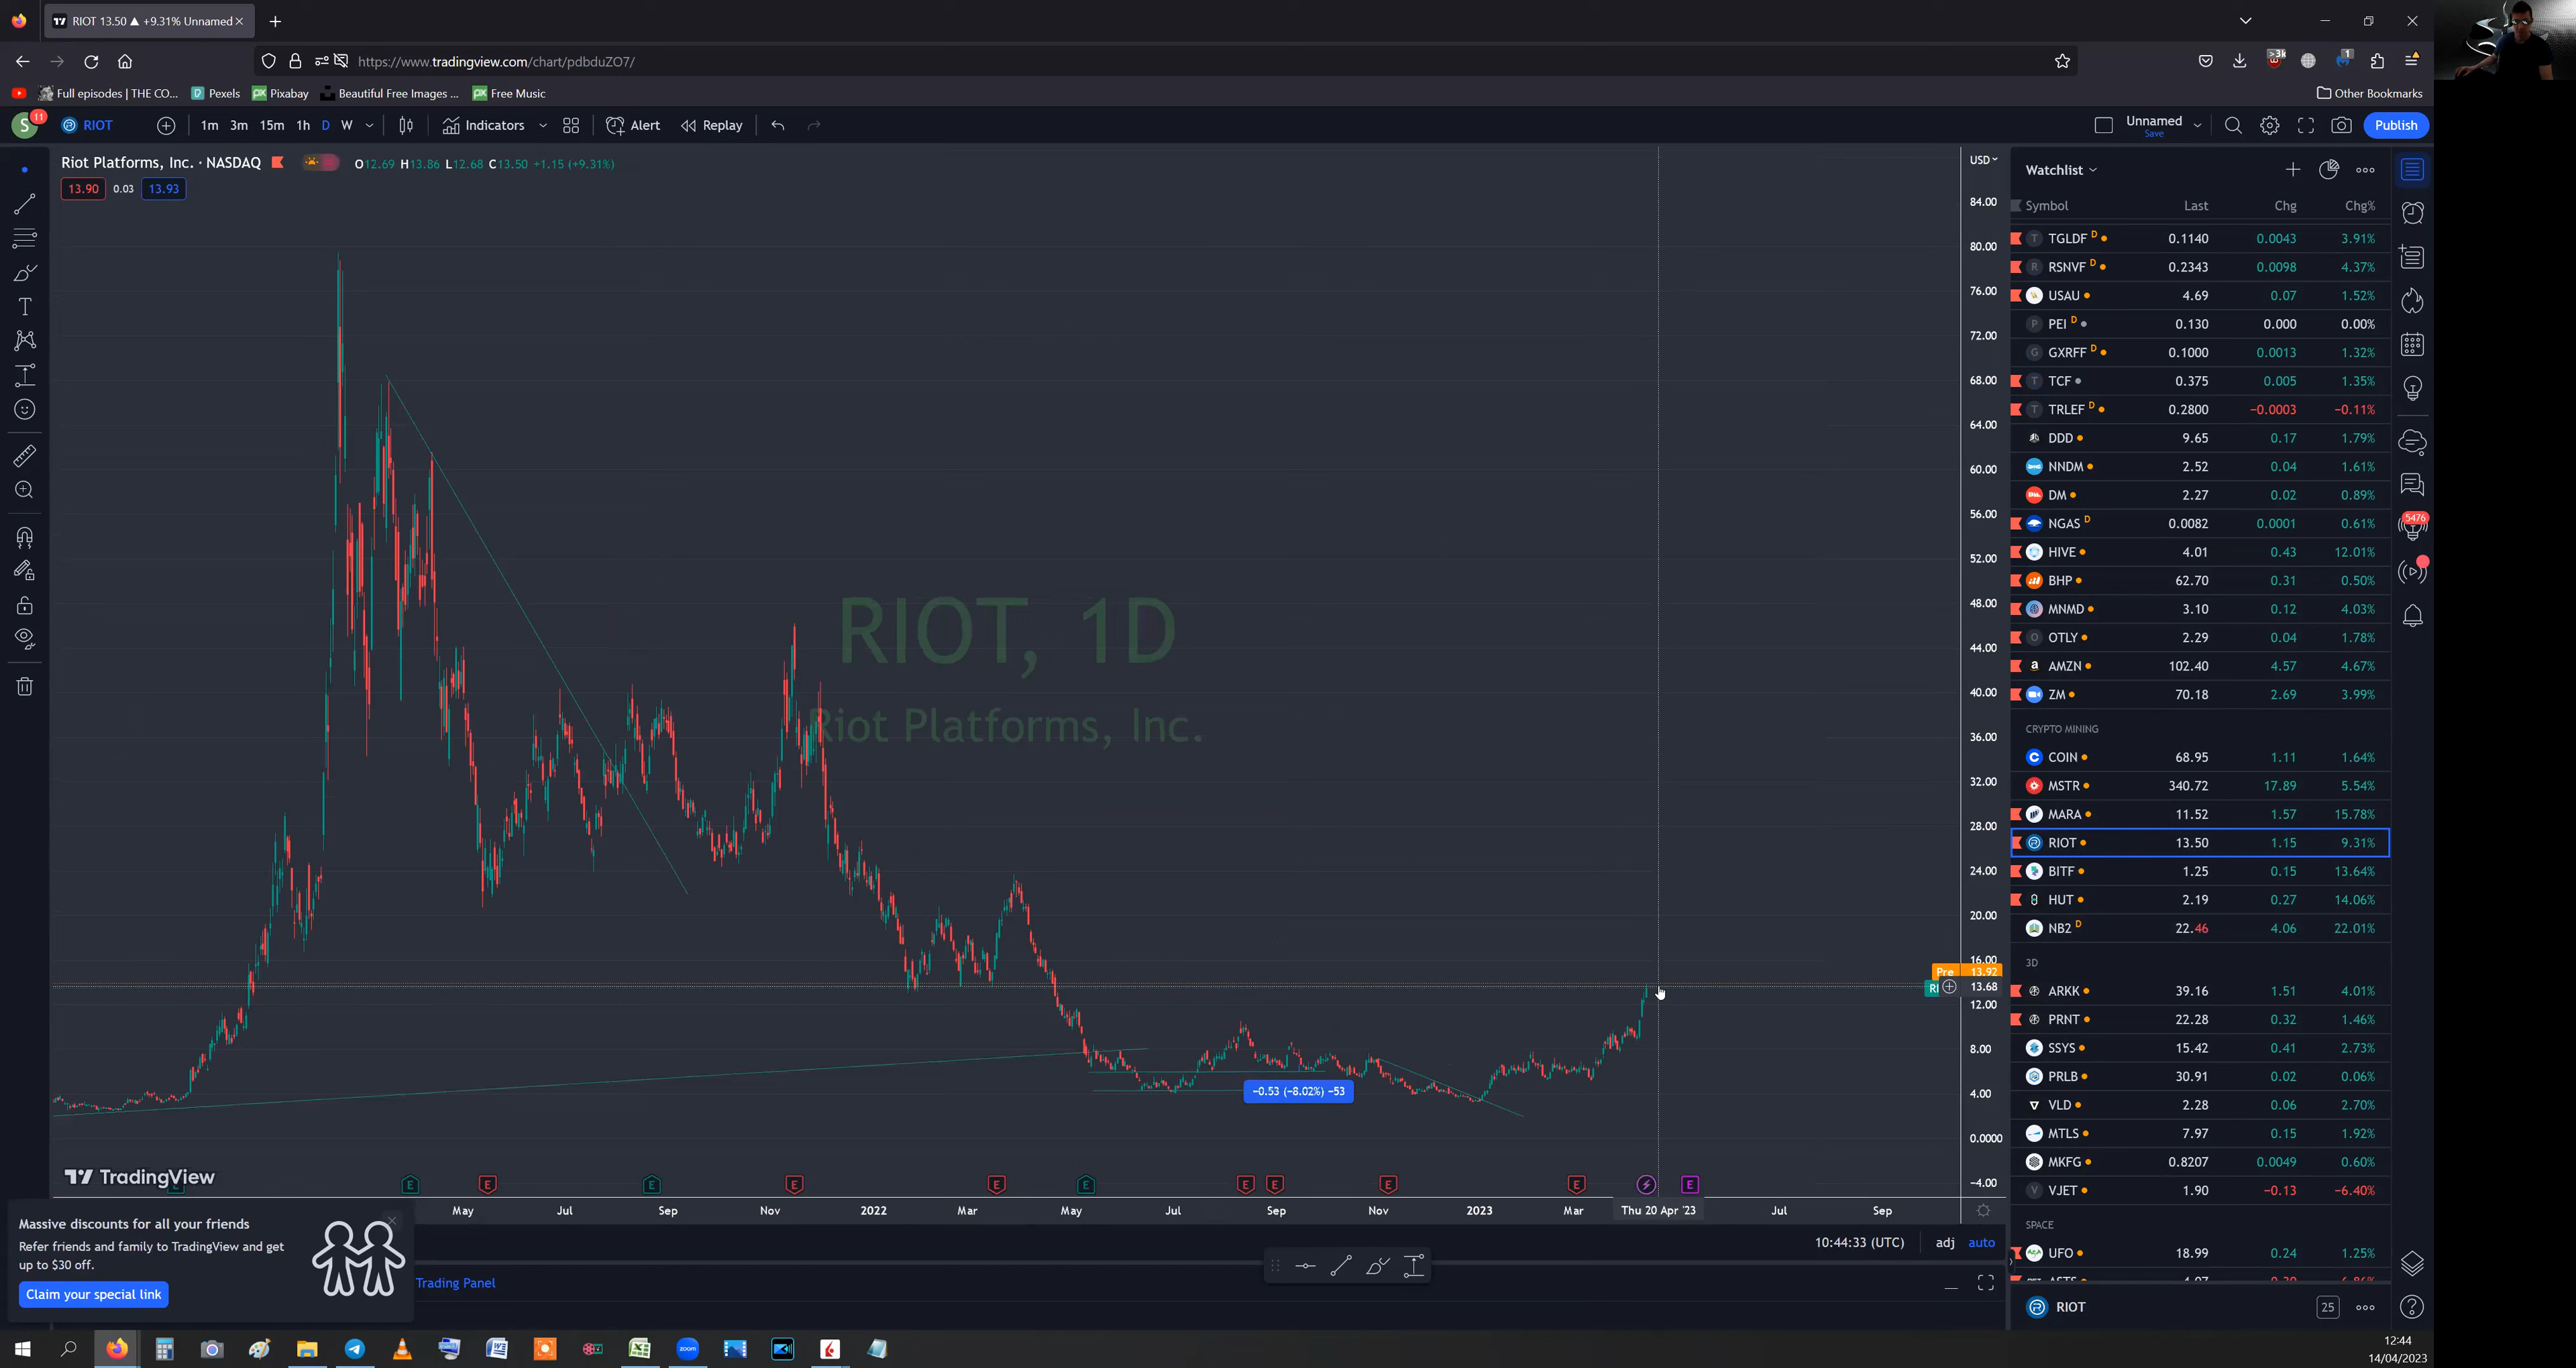 RIOT 13.50 ▲ +9.31% Unnamed
https://www.tradingview.com/chart/pdbduZO7/
>3k
1
Full episodes | THE CO...
Pexels
Pixabay
Beautiful Free Images ...
Free Music
Other Bookmarks
S
11
RIOT
1m 3m 15m 1h D W
Indicators
Alert
Replay
Unnamed
Save
Publish
Riot Platforms, Inc. · NASDAQ
O12.69 H13.86 L12.68 C13.50 +1.15 (+9.31%)
13.90 0.03 13.93
USD
84.00
80.00
76.00
72.00
68.00
64.00
60.00
56.00
52.00
48.00
44.00
40.00
36.00
32.00
28.00
24.00
20.00
16.00
Pre 13.92
13.68
12.00
8.00
4.00
0.0000
−4.00
RIOT, 1D
Riot Platforms, Inc.
−0.53 (−8.02%) −53
TradingView
E E E E E E E E E E E E
May Jul Sep Nov 2022 Mar May Jul Sep Nov 2023 Mar Thu 20 Apr '23 Jul Sep
10:44:33 (UTC) adj auto
Massive discounts for all your friends
Refer friends and family to TradingView and get
up to $30 off.
Claim your special link
Trading Panel
Watchlist
Symbol Last Chg Chg%
TGLDF D 0.1140 0.0043 3.91%
RSNVF D 0.2343 0.0098 4.37%
USAU 4.69 0.07 1.52%
PEI D 0.130 0.000 0.00%
GXRFF D 0.1000 0.0013 1.32%
TCF 0.375 0.005 1.35%
TRLEF D 0.2800 −0.0003 −0.11%
DDD 9.65 0.17 1.79%
NNDM 2.52 0.04 1.61%
DM 2.27 0.02 0.89%
NGAS D 0.0082 0.0001 0.61%
HIVE 4.01 0.43 12.01%
BHP 62.70 0.31 0.50%
MNMD 3.10 0.12 4.03%
OTLY 2.29 0.04 1.78%
AMZN 102.40 4.57 4.67%
ZM 70.18 2.69 3.99%
CRYPTO MINING
COIN 68.95 1.11 1.64%
MSTR 340.72 17.89 5.54%
MARA 11.52 1.57 15.78%
RIOT 13.50 1.15 9.31%
BITF 1.25 0.15 13.64%
HUT 2.19 0.27 14.06%
NB2 D 22.46 4.06 22.01%
3D
ARKK 39.16 1.51 4.01%
PRNT 22.28 0.32 1.46%
SSYS 15.42 0.41 2.73%
PRLB 30.91 0.02 0.06%
VLD 2.28 0.06 2.70%
MTLS 7.97 0.15 1.92%
MKFG 0.8207 0.0049 0.60%
VJET 1.90 −0.13 −6.40%
SPACE
UFO 18.99 0.24 1.25%
RIOT
25
5476
zoom
12:44
14/04/2023